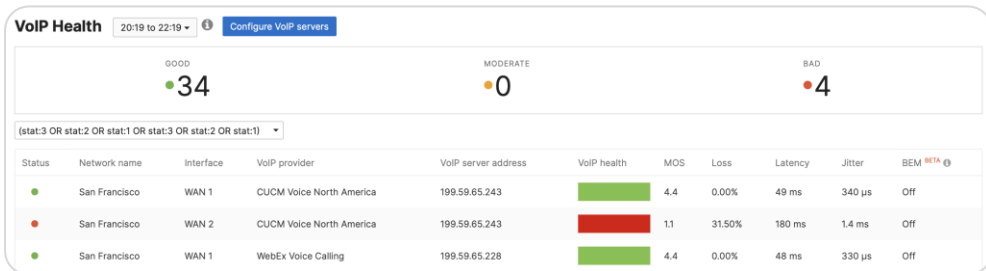 VoIP Health 20:19 to 22:19 Configure VoIP servers
GOOD MODERATE BAD
34 0 4
(stat:3 OR stat:2 OR stat:1 OR stat:3 OR stat:2 OR stat:1)
Status Network name Interface VoIP provider VoIP server address VoIP health MOS Loss Latency Jitter BEM BETA
San Francisco WAN 1 CUCM Voice North America 199.59.65.243 4.4 0.00% 49 ms 340 µs Off
San Francisco WAN 2 CUCM Voice North America 199.59.65.243 1.1 31.50% 180 ms 1.4 ms Off
San Francisco WAN 1 WebEx Voice Calling 199.59.65.228 4.4 0.00% 48 ms 330 µs Off